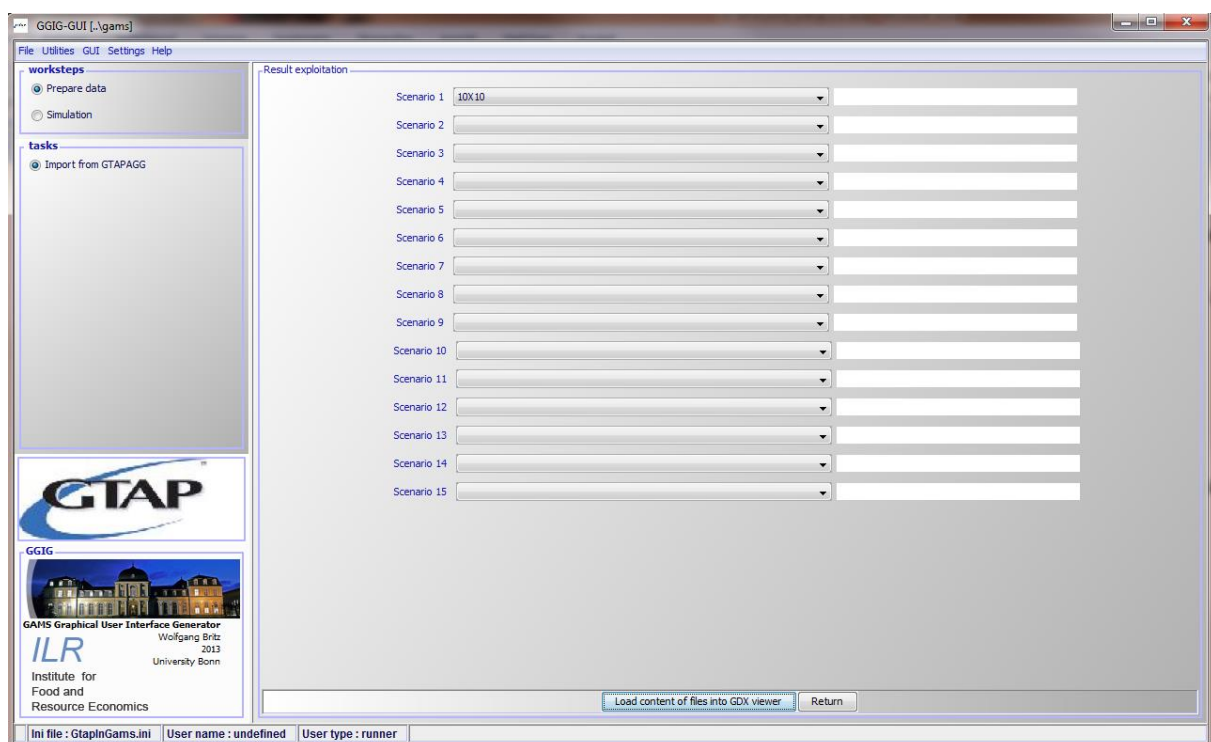 GGIG-GUI [..\gams]
File Utilities GUI Settings Help
worksteps
Prepare data
Simulation
tasks
Import from GTAPAGG
Result exploitation
Scenario 1 10X10
Scenario 2
Scenario 3
Scenario 4
Scenario 5
Scenario 6
Scenario 7
Scenario 8
Scenario 9
Scenario 10
Scenario 11
Scenario 12
Scenario 13
Scenario 14
Scenario 15
GTAP
GGIG
GAMS Graphical User Interface Generator
Wolfgang Britz
2013
University Bonn
ILR
Institute for
Food and
Resource Economics
Load content of files into GDX viewer Return
Ini file : GtapInGams.ini User name : undefined User type : runner